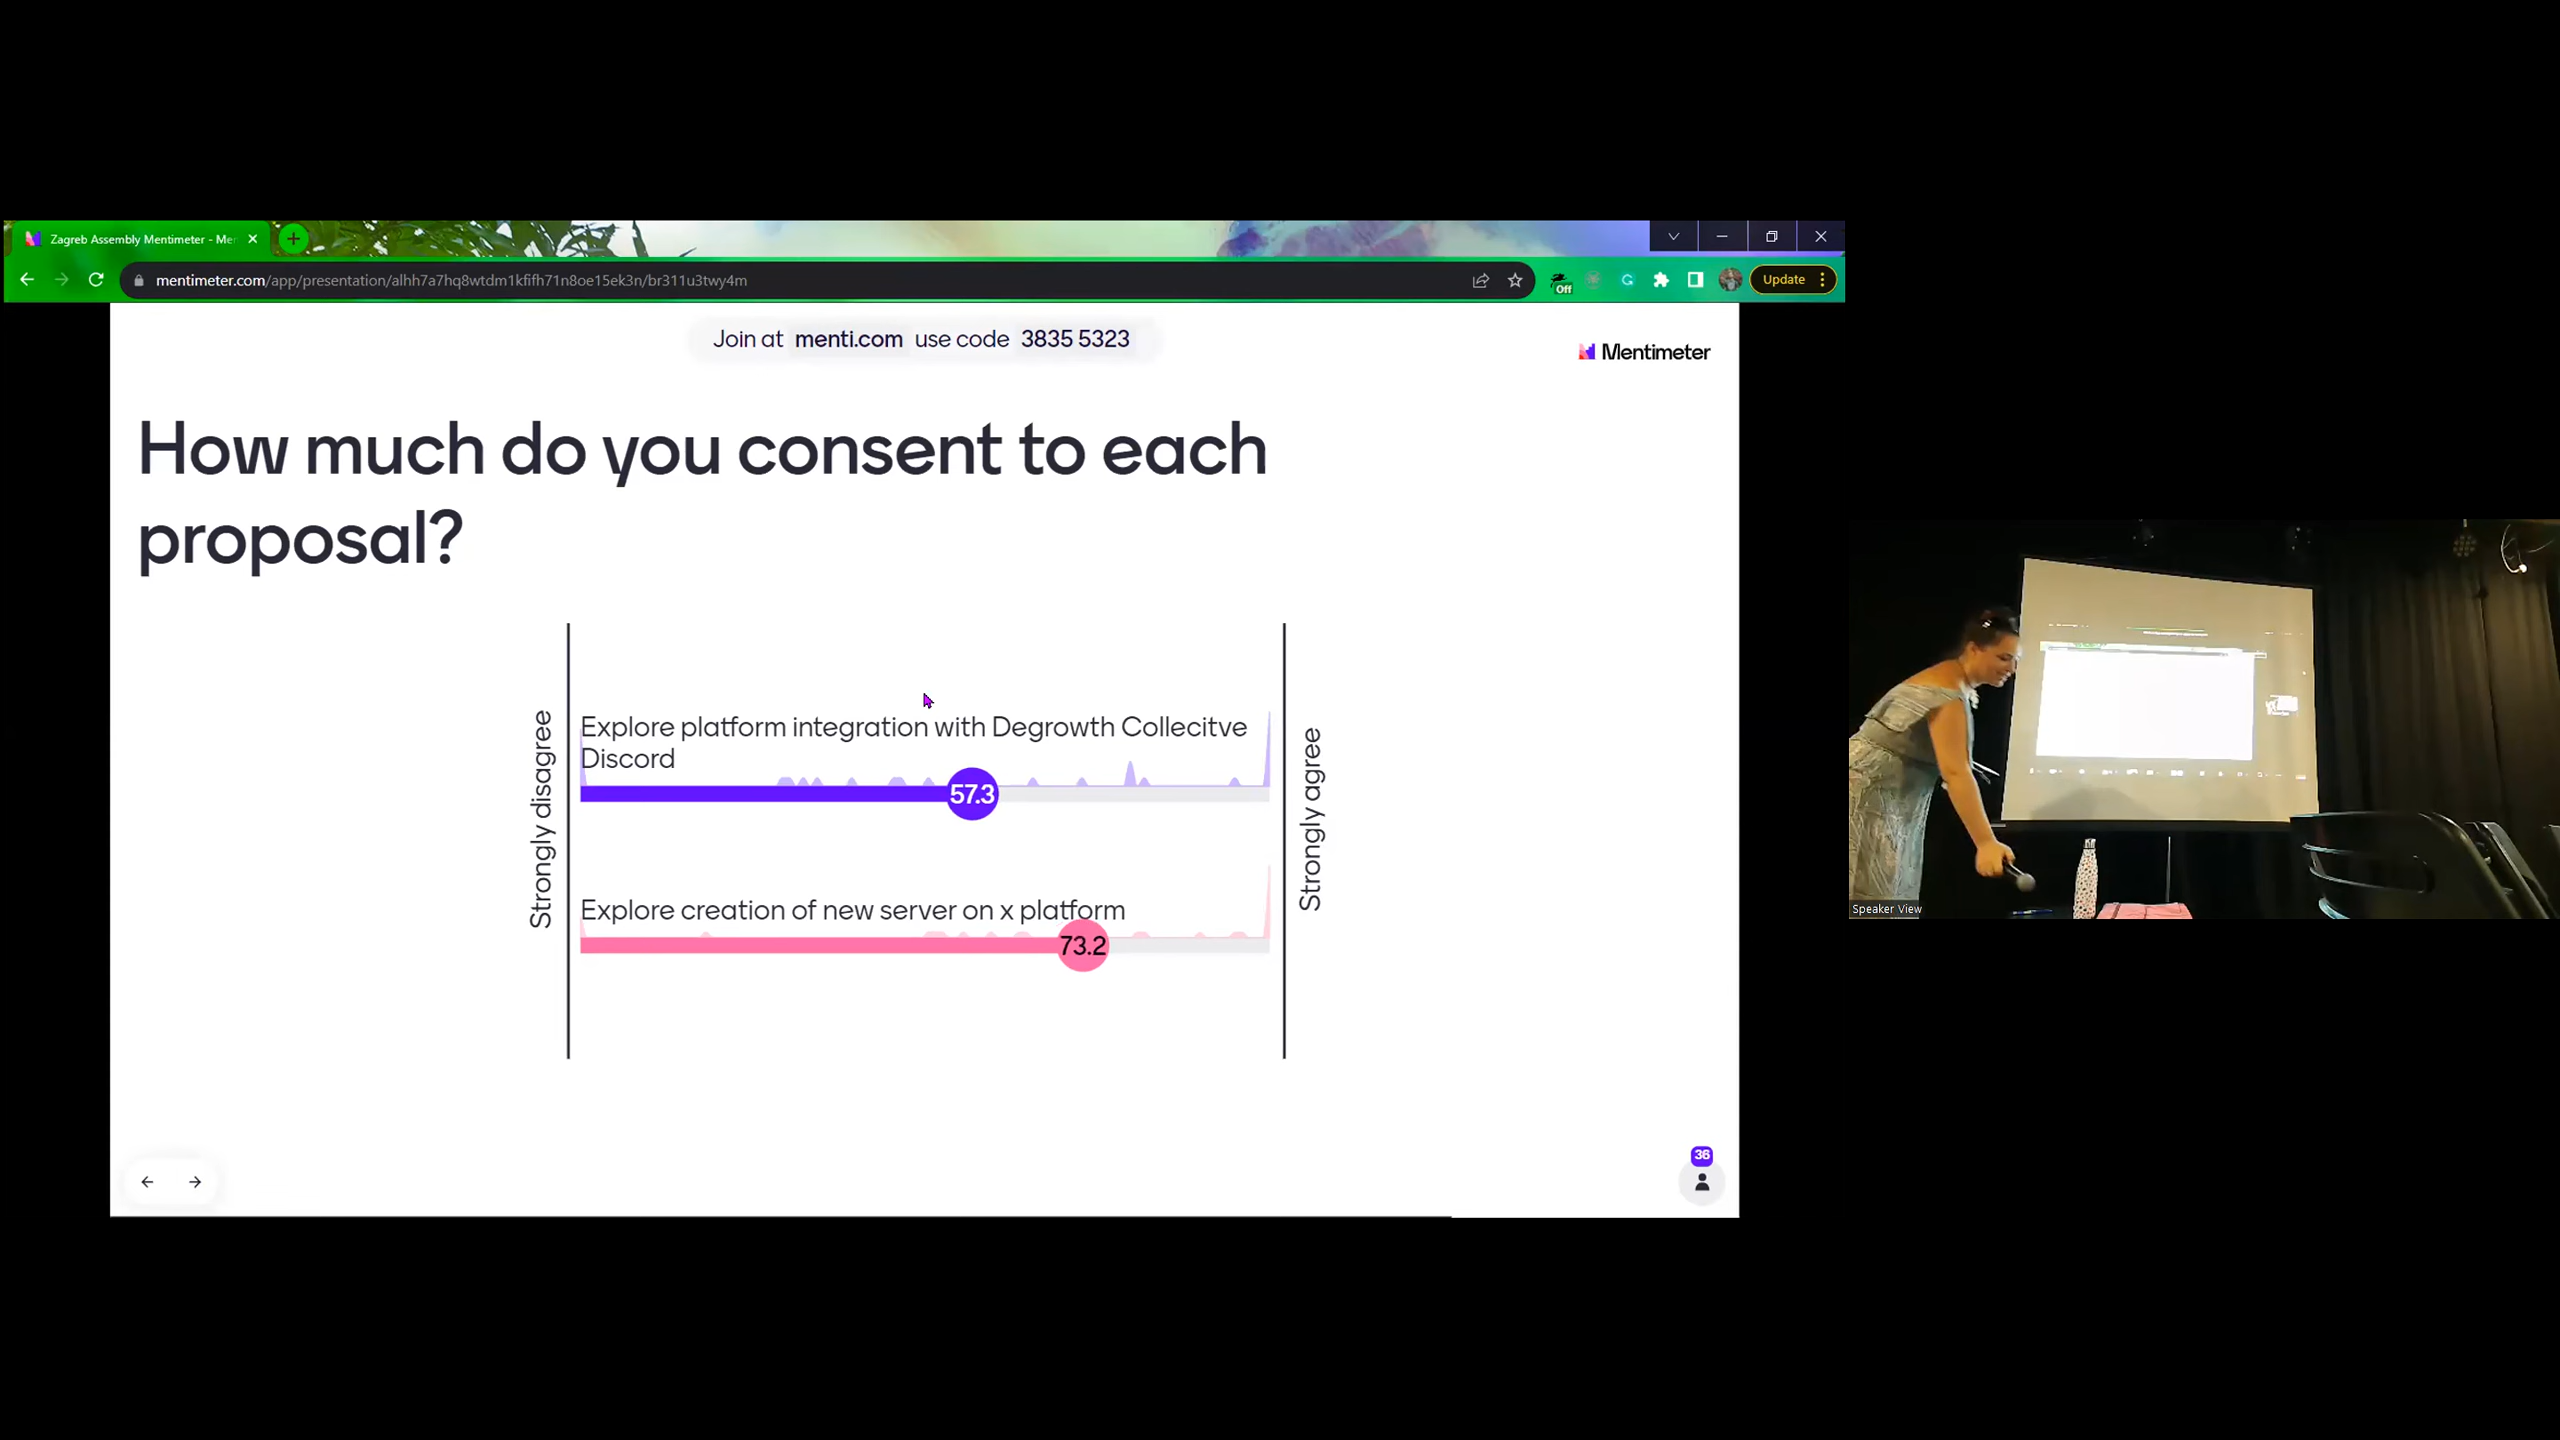 Zagreb Assembly Mentimeter - Me
mentimeter.com/app/presentation/alhh7a7hq8wtdm1kfifh71n8oe15ek3n/br311u3twy4m
Off
Update
Join at menti.com use code 3835 5323
Mentimeter
How much do you consent to each
proposal?
Strongly disagree
Explore platform integration with Degrowth Collecitve
Discord
57.3
Explore creation of new server on x platform
73.2
Strongly agree
36
Speaker View